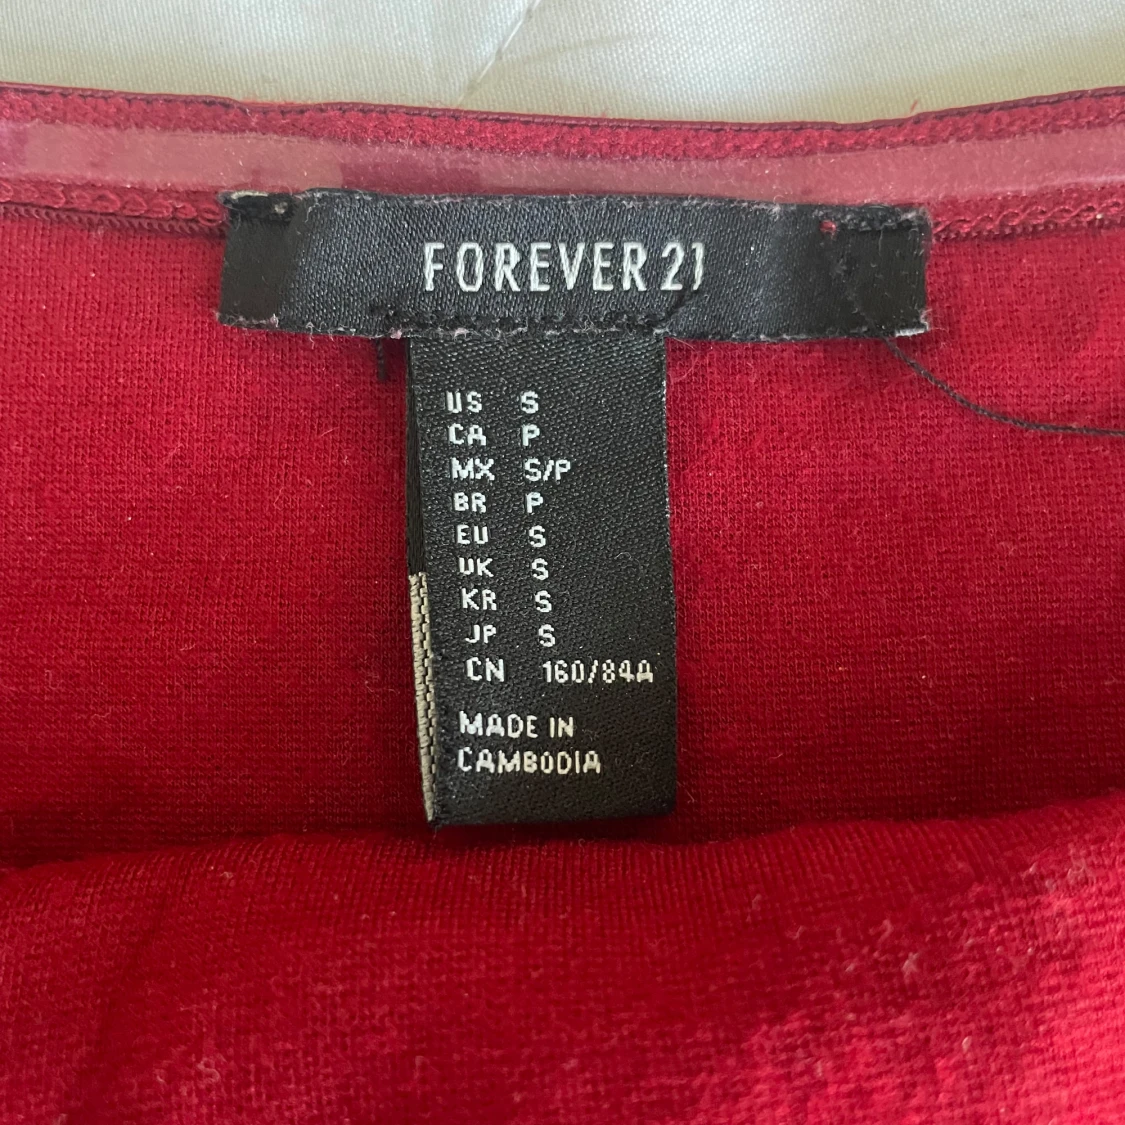 FOREVER 21
US S
CA P
MX S/P
BR P
EU S
UK S
KR S
JP S
CN 160/84A
MADE IN
CAMBODIA